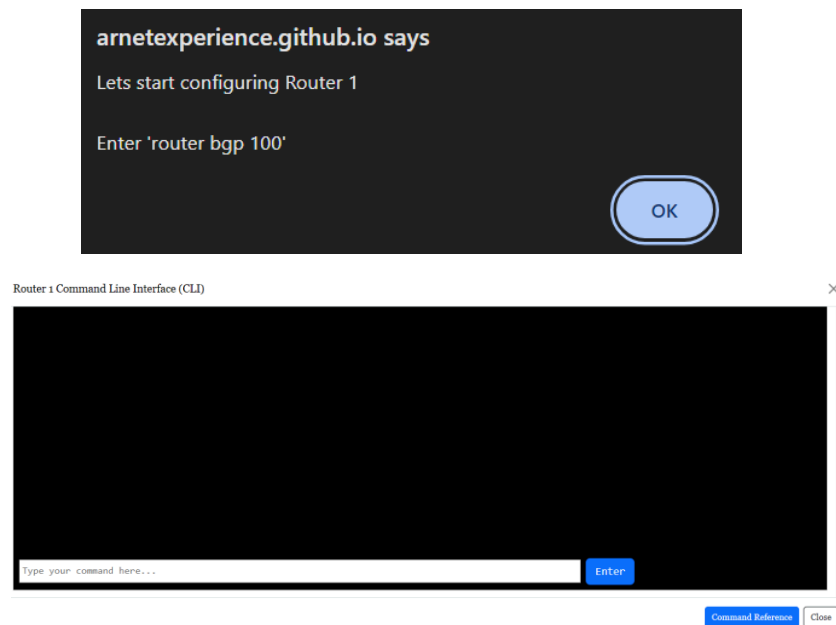 arnetexperience.github.io says
Lets start configuring Router 1
Enter 'router bgp 100'
OK
Router 1 Command Line Interface (CLI)
Type your command here...
Enter
Command Reference
Close